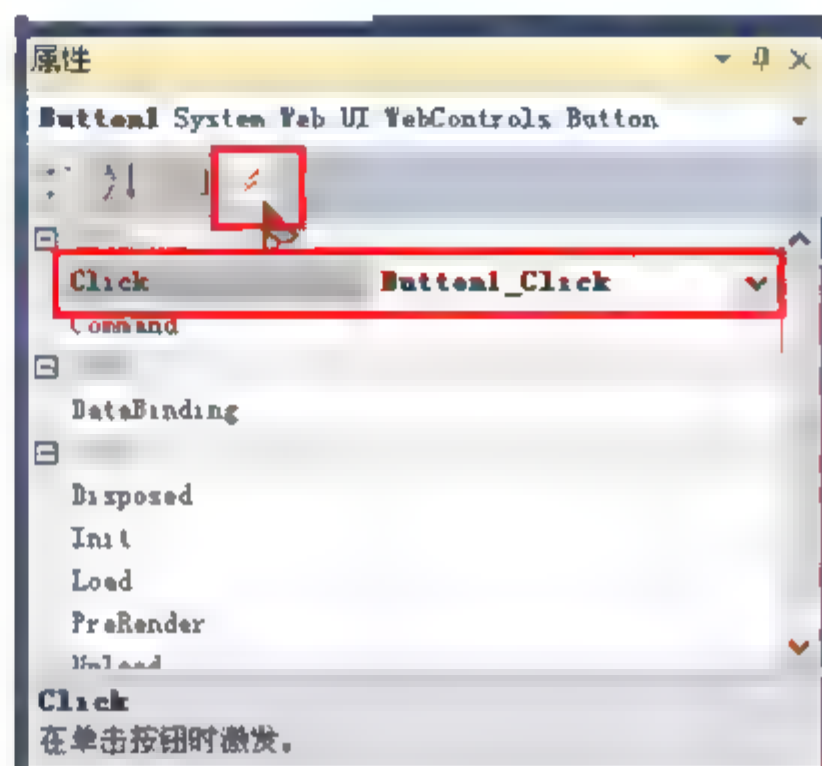 属性
Button1 System Web UI WebControls Button
Click Button1_Click
Command
DataBinding
Disposed
Init
Load
PreRender
Unload
Click
在单击按钮时激发。